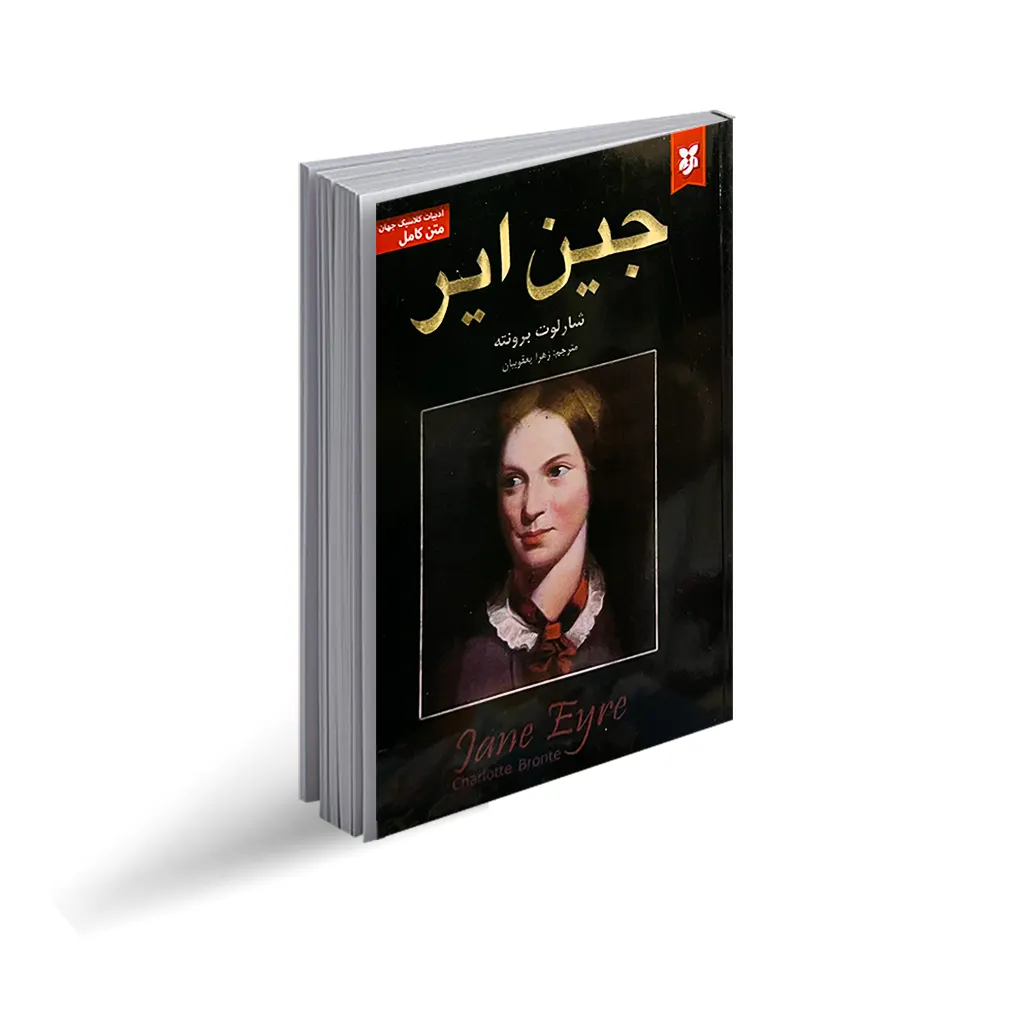 ادبیات کلاسیک جهان
متن کامل
جین ایر
شارلوت برونته
مترجم: زهرا یعقوبیان
Jane Eyre
Charlotte Bronte